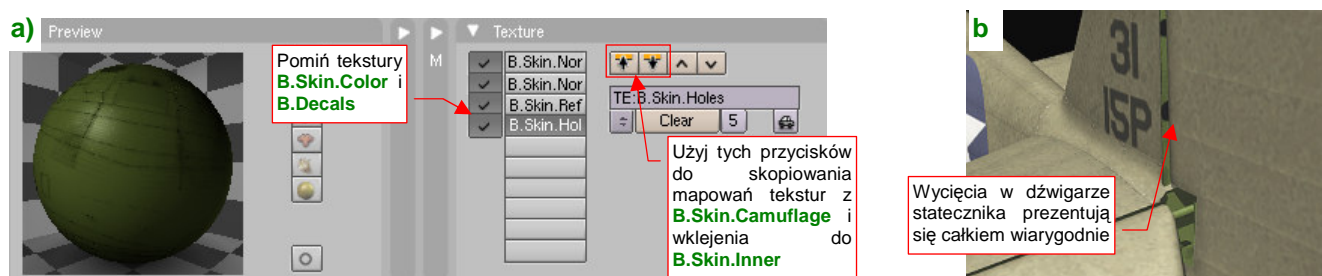 a)
Preview
Pomiń tekstury
B.Skin.Color i
B.Decals
M
Texture
B.Skin.Nor
B.Skin.Nor
B.Skin.Ref
B.Skin.Hol
TE:B.Skin.Holes
Clear
5
Użyj tych przycisków
do skopiowania
mapowań tekstur z
B.Skin.Camuflage i
wklejenia do
B.Skin.Inner
b
31
15P
Wycięcia w dźwigarze
statecznika prezentują
się całkiem wiarygodnie